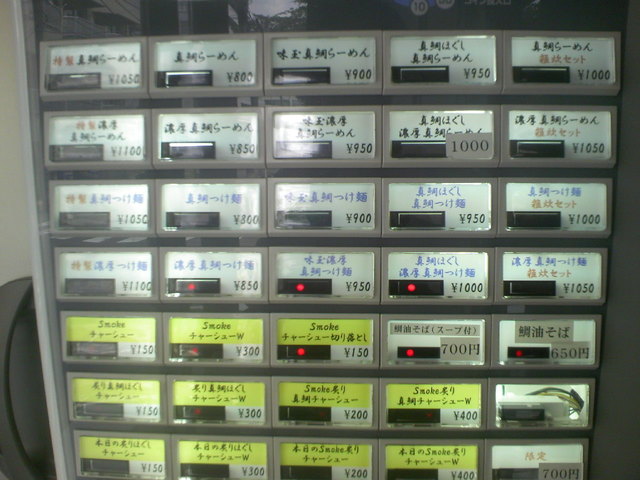 10
特製真鯛らーめん
¥1050
真鯛らーめん
¥800
味玉真鯛らーめん
¥900
真鯛ほぐし
真鯛らーめん
¥950
真鯛らーめん
雑炊セット
¥1000
特製濃厚
真鯛らーめん
¥1100
濃厚真鯛らーめん
¥850
味玉濃厚
真鯛らーめん
¥950
真鯛ほぐし
濃厚真鯛らーめん
1000
濃厚真鯛らーめん
雑炊セット
¥1050
特製真鯛つけ麺
¥1050
真鯛つけ麺
¥800
味玉真鯛つけ麺
¥900
真鯛ほぐし
真鯛つけ麺
¥950
真鯛つけ麺
雑炊セット
¥1000
特製濃厚つけ麺
¥1100
濃厚真鯛つけ麺
¥850
味玉濃厚
真鯛つけ麺
¥950
真鯛ほぐし
濃厚真鯛つけ麺
¥1000
濃厚真鯛つけ麺
雑炊セット
¥1050
Smoke
チャーシュー
¥150
Smoke
チャーシューW
¥300
Smoke
チャーシュー切り落とし
¥150
鯛油そば(スープ付)
700円
鯛油そば
650円
炙り真鯛ほぐし
チャーシュー
¥150
炙り真鯛ほぐし
チャーシューW
¥300
Smoke炙り
真鯛チャーシュー
¥200
Smoke炙り
真鯛チャーシューW
¥400
本日の炙りほぐし
チャーシュー
¥150
本日の炙りほぐし
チャーシューW
¥300
本日のSmoke炙り
チャーシュー
¥200
本日のSmoke炙り
チャーシューW
¥400
限定
700円